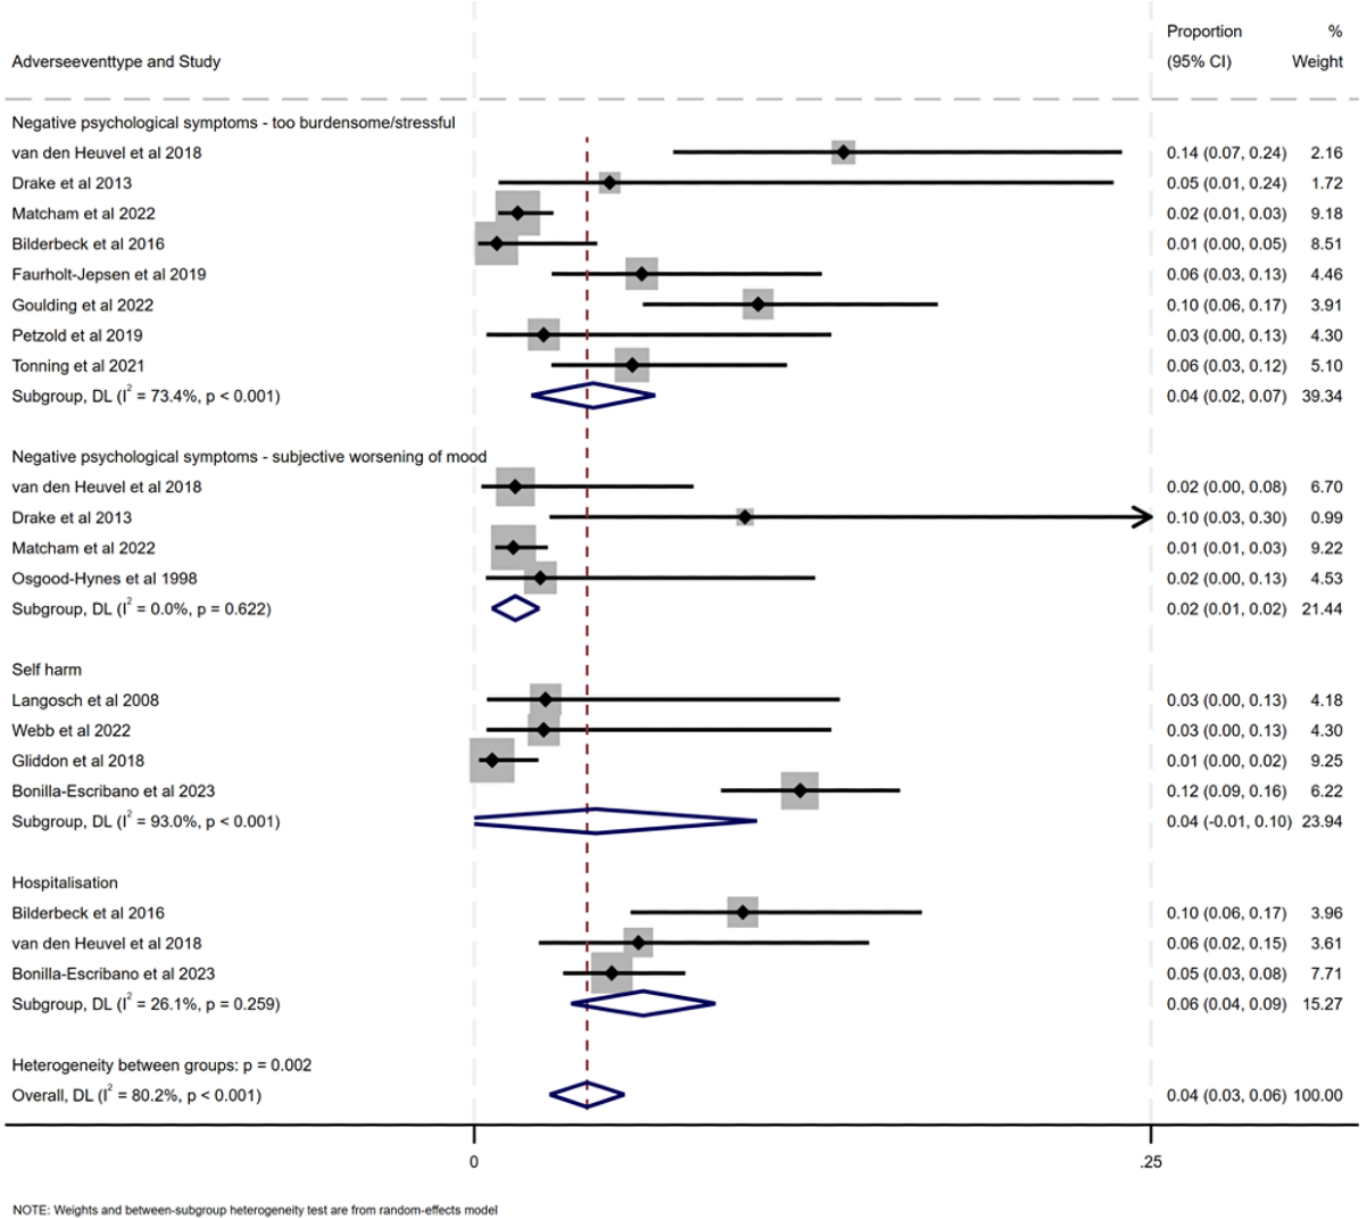 Proportion %
Adverseeventtype and Study (95% CI) Weight
Negative psychological symptoms - too burdensome/stressful
van den Heuvel et al 2018 0.14 (0.07, 0.24) 2.16
Drake et al 2013 0.05 (0.01, 0.24) 1.72
Matcham et al 2022 0.02 (0.01, 0.03) 9.18
Bilderbeck et al 2016 0.01 (0.00, 0.05) 8.51
Faurholt-Jepsen et al 2019 0.06 (0.03, 0.13) 4.46
Goulding et al 2022 0.10 (0.06, 0.17) 3.91
Petzold et al 2019 0.03 (0.00, 0.13) 4.30
Tonning et al 2021 0.06 (0.03, 0.12) 5.10
Subgroup, DL (I² = 73.4%, p < 0.001) 0.04 (0.02, 0.07) 39.34
Negative psychological symptoms - subjective worsening of mood
van den Heuvel et al 2018 0.02 (0.00, 0.08) 6.70
Drake et al 2013 0.10 (0.03, 0.30) 0.99
Matcham et al 2022 0.01 (0.01, 0.03) 9.22
Osgood-Hynes et al 1998 0.02 (0.00, 0.13) 4.53
Subgroup, DL (I² = 0.0%, p = 0.622) 0.02 (0.01, 0.02) 21.44
Self harm
Langosch et al 2008 0.03 (0.00, 0.13) 4.18
Webb et al 2022 0.03 (0.00, 0.13) 4.30
Gliddon et al 2018 0.01 (0.00, 0.02) 9.25
Bonilla-Escribano et al 2023 0.12 (0.09, 0.16) 6.22
Subgroup, DL (I² = 93.0%, p < 0.001) 0.04 (-0.01, 0.10) 23.94
Hospitalisation
Bilderbeck et al 2016 0.10 (0.06, 0.17) 3.96
van den Heuvel et al 2018 0.06 (0.02, 0.15) 3.61
Bonilla-Escribano et al 2023 0.05 (0.03, 0.08) 7.71
Subgroup, DL (I² = 26.1%, p = 0.259) 0.06 (0.04, 0.09) 15.27
Heterogeneity between groups: p = 0.002
Overall, DL (I² = 80.2%, p < 0.001) 0.04 (0.03, 0.06) 100.00
0 .25
NOTE: Weights and between-subgroup heterogeneity test are from random-effects model